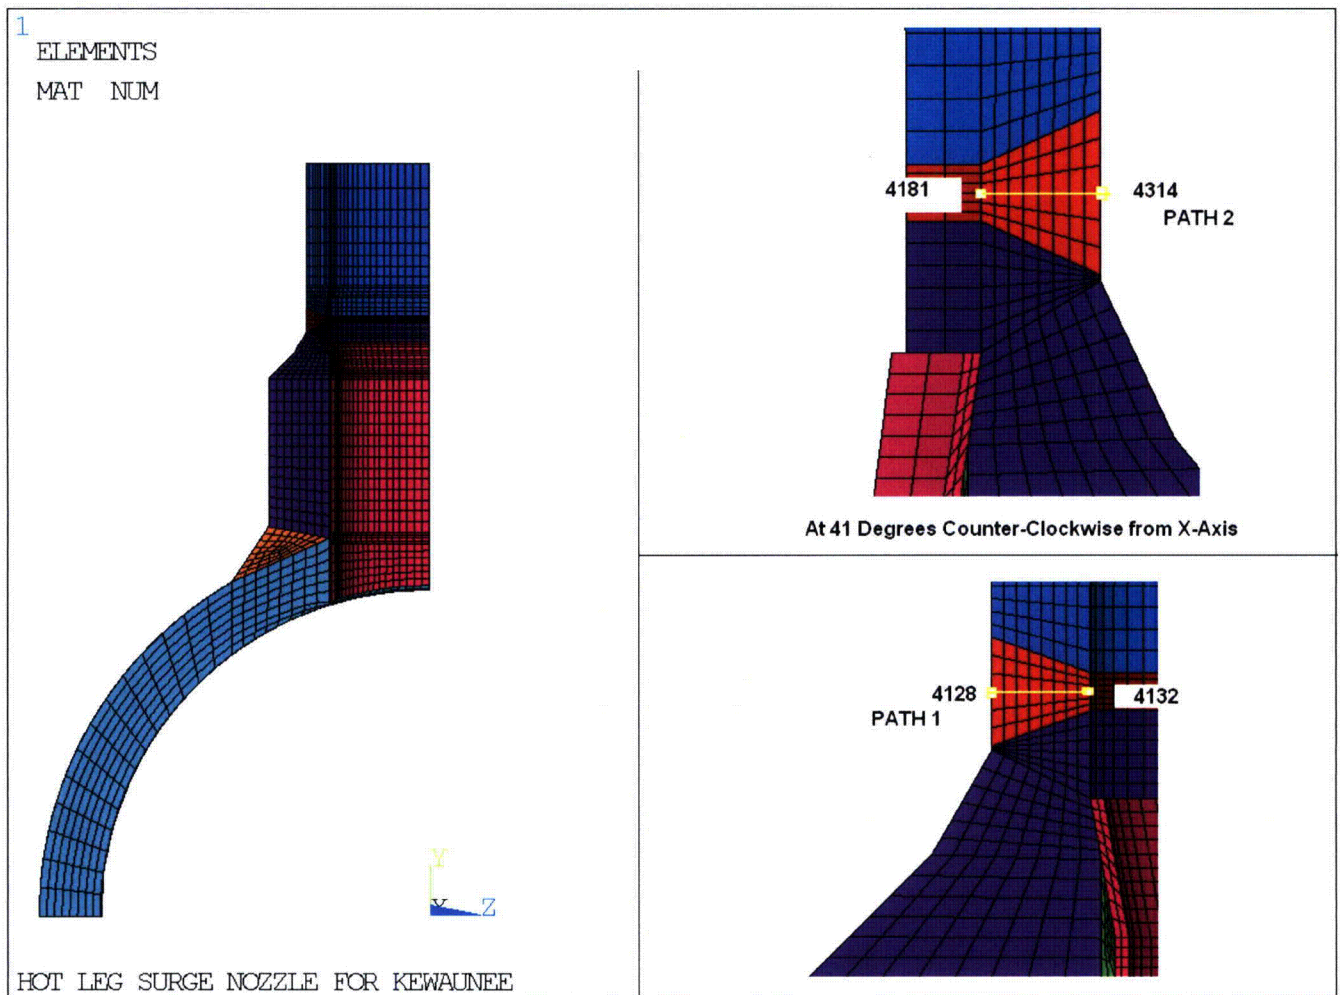 1
ELEMENTS
MAT NUM
4181
4314
PATH 2
At 41 Degrees Counter-Clockwise from X-Axis
4128
4132
PATH 1
Y
X Z
HOT LEG SURGE NOZZLE FOR KEWAUNEE